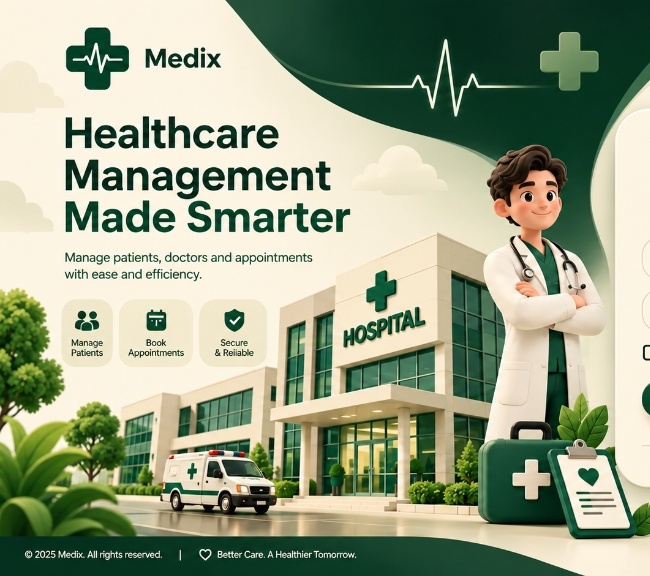 Medix
Healthcare
Management
Made Smarter
Manage patients, doctors and appointments
with ease and efficiency.
Manage
Patients
Book
Appointments
Secure
& Reliable
HOSPITAL
© 2025 Medix. All rights reserved. | Better Care. A Healthier Tomorrow.